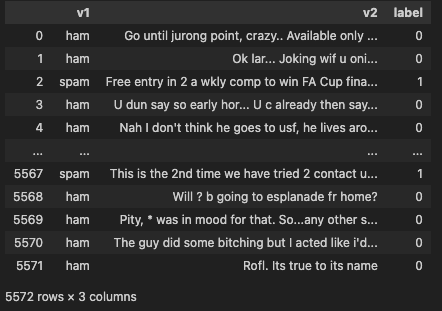 v1 v2 label
0 ham Go until jurong point, crazy.. Available only ... 0
1 ham Ok lar... Joking wif u oni... 0
2 spam Free entry in 2 a wkly comp to win FA Cup fina... 1
3 ham U dun say so early hor... U c already then say... 0
4 ham Nah I don't think he goes to usf, he lives aro... 0
... ... ... ...
5567 spam This is the 2nd time we have tried 2 contact u... 1
5568 ham Will ? b going to esplanade fr home? 0
5569 ham Pity, * was in mood for that. So...any other s... 0
5570 ham The guy did some bitching but I acted like i'd... 0
5571 ham Rofl. Its true to its name 0
5572 rows × 3 columns